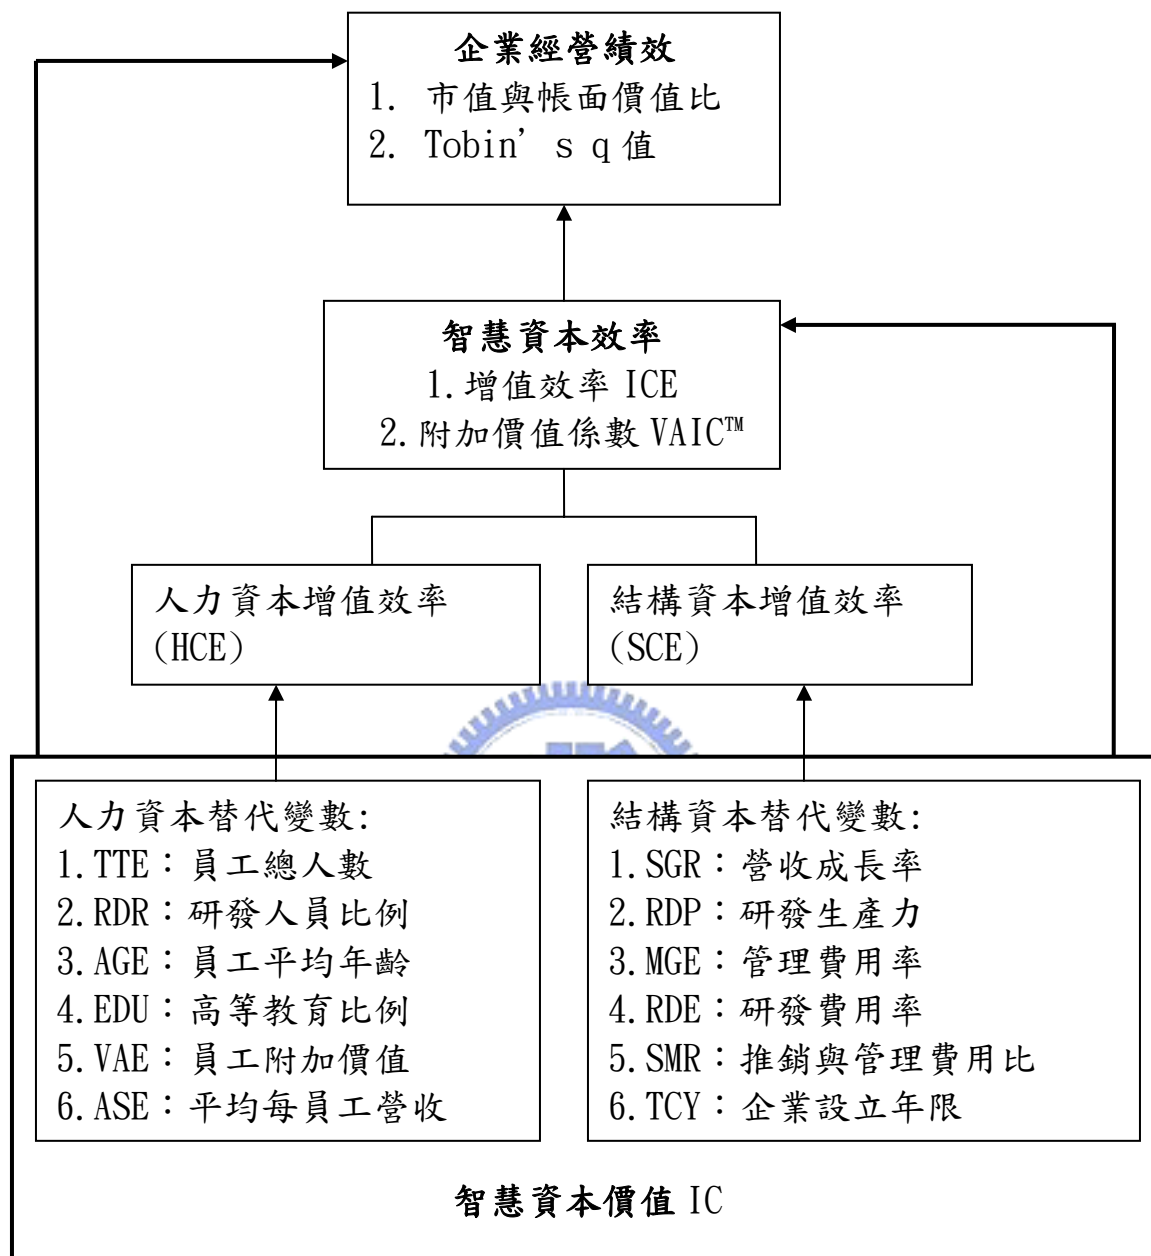 企業經營績效
1. 市值與帳面價值比
2. Tobin’s q值
智慧資本效率
1.增值效率 ICE
2.附加價值係數 VAIC™
人力資本增值效率
(HCE)
結構資本增值效率
(SCE)
人力資本替代變數:
1.TTE：員工總人數
2.RDR：研發人員比例
3.AGE：員工平均年齡
4.EDU：高等教育比例
5.VAE：員工附加價值
6.ASE：平均每員工營收
結構資本替代變數:
1.SGR：營收成長率
2.RDP：研發生產力
3.MGE：管理費用率
4.RDE：研發費用率
5.SMR：推銷與管理費用比
6.TCY：企業設立年限
智慧資本價值 IC